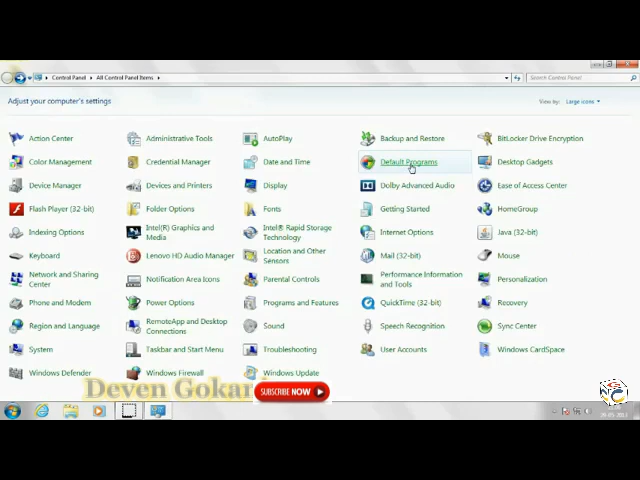 Control Panel ▸ All Control Panel Items ▸
Search Control Panel
Adjust your computer's settings
View by: Large icons
Action Center
Administrative Tools
AutoPlay
Backup and Restore
BitLocker Drive Encryption
Color Management
Credential Manager
Date and Time
Default Programs
Desktop Gadgets
Device Manager
Devices and Printers
Display
Dolby Advanced Audio
Ease of Access Center
Flash Player (32-bit)
Folder Options
Fonts
Getting Started
HomeGroup
Indexing Options
Intel(R) Graphics and
Media
Intel® Rapid Storage
Technology
Internet Options
Java (32-bit)
Keyboard
Lenovo HD Audio Manager
Location and Other
Sensors
Mail (32-bit)
Mouse
Network and Sharing
Center
Notification Area Icons
Parental Controls
Performance Information
and Tools
Personalization
Phone and Modem
Power Options
Programs and Features
QuickTime (32-bit)
Recovery
Region and Language
RemoteApp and Desktop
Connections
Sound
Speech Recognition
Sync Center
System
Taskbar and Start Menu
Troubleshooting
User Accounts
Windows CardSpace
Windows Defender
Windows Firewall
Windows Update
Deven Gokar
SUBSCRIBE NOW